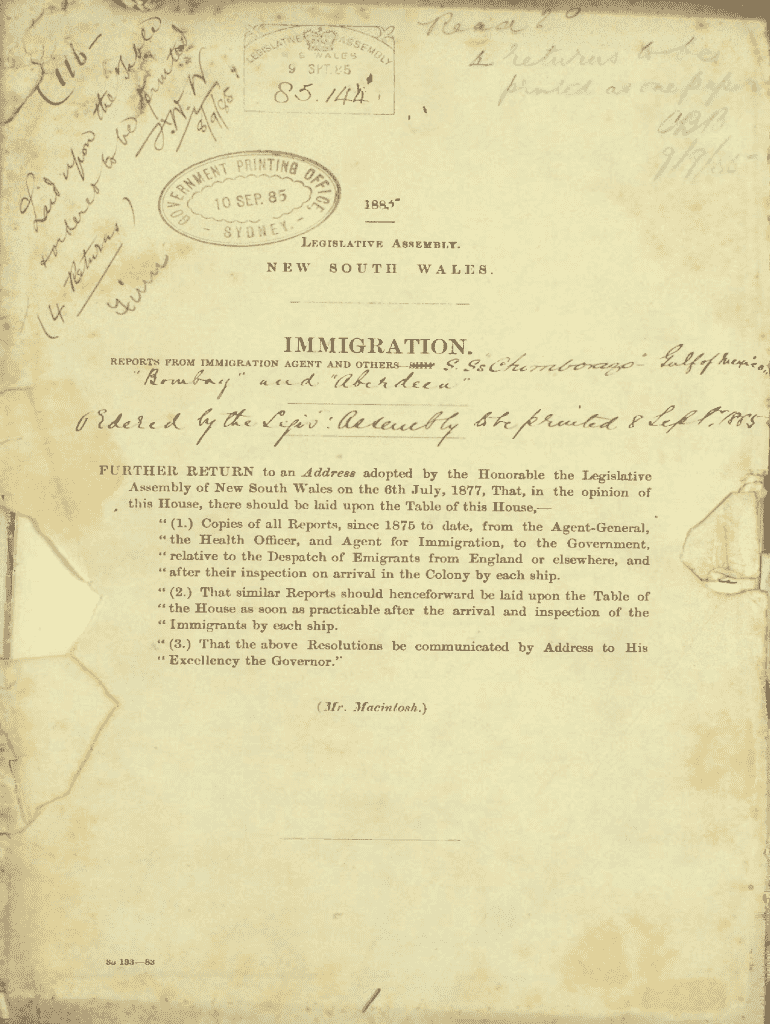 (116-
Laid upon the Table
& ordered to be printed
J.W.
8/9/85
(4 Returns)
LEGISLATIVE ASSEMBLY
N S WALES
9 SPT. 85
85.144
Read
4 returns to be
printed as one paper
9/9/85
GOVERNMENT PRINTING OFFICE
10 SEP. 85
- SYDNEY. -
1885
LEGISLATIVE ASSEMBLY.
NEW SOUTH WALES.
IMMIGRATION.
REPORTS FROM IMMIGRATION AGENT AND OTHERS S. Ss Chimborazo" Gulf of Mexico,
"Bombay" and "Aberdeen"
Ordered by the Legis: Assembly to be printed 8 Sept. 1885
FURTHER RETURN to an Address adopted by the Honorable the Legislative
Assembly of New South Wales on the 6th July, 1877, That, in the opinion of
this House, there should be laid upon the Table of this House,—
"(1.) Copies of all Reports, since 1875 to date, from the Agent-General,
"the Health Officer, and Agent for Immigration, to the Government,
"relative to the Despatch of Emigrants from England or elsewhere, and
"after their inspection on arrival in the Colony by each ship.
"(2.) That similar Reports should henceforward be laid upon the Table of
"the House as soon as practicable after the arrival and inspection of the
"Immigrants by each ship.
"(3.) That the above Resolutions be communicated by Address to His
"Excellency the Governor."
(Mr. Macintosh.)
83 193—83